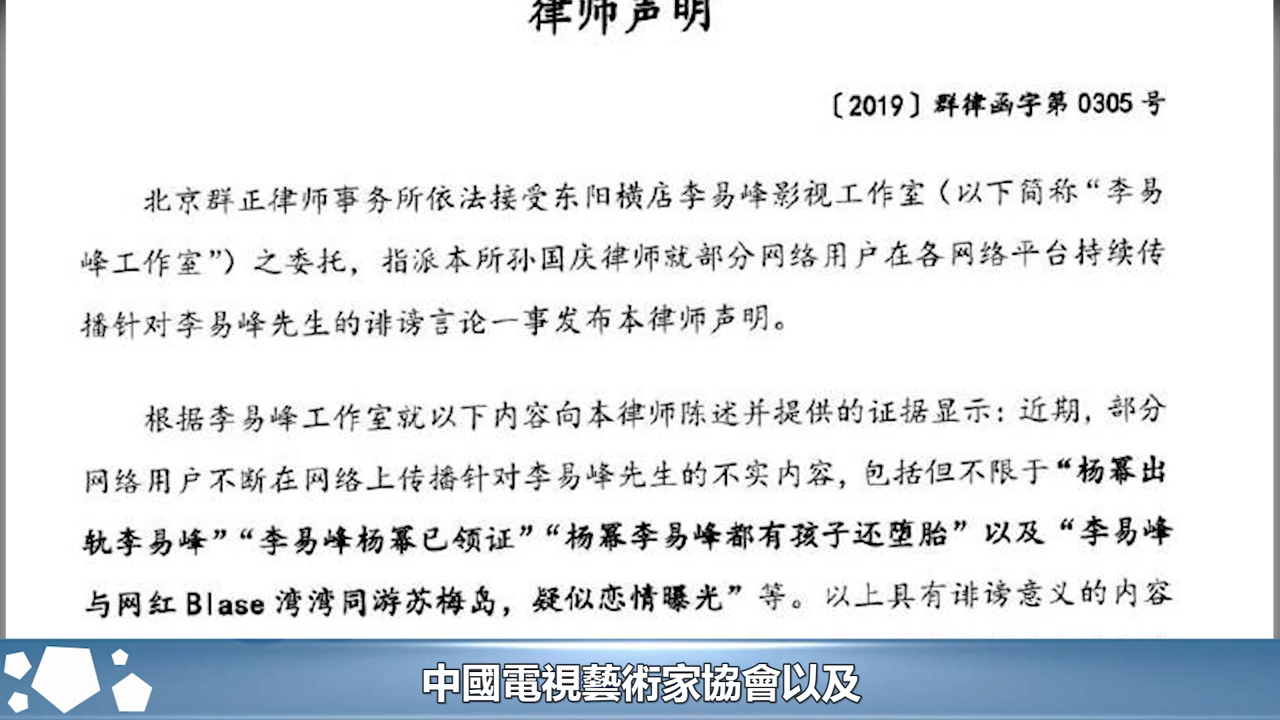 律师声明
〔2019〕群律函字第 0305 号
北京群正律师事务所依法接受东阳横店李易峰影视工作室（以下简称“李易
峰工作室”）之委托，指派本所孙国庆律师就部分网络用户在各网络平台持续传
播针对李易峰先生的诽谤言论一事发布本律师声明。
根据李易峰工作室就以下内容向本律师陈述并提供的证据显示：近期，部分
网络用户不断在网络上传播针对李易峰先生的不实内容，包括但不限于“杨幂出
轨李易峰”“李易峰杨幂已领证”“杨幂李易峰都有孩子还堕胎”以及“李易峰
与网红 Blase 湾湾同游苏梅岛，疑似恋情曝光”等。以上具有诽谤意义的内容
中國電視藝術家協會以及